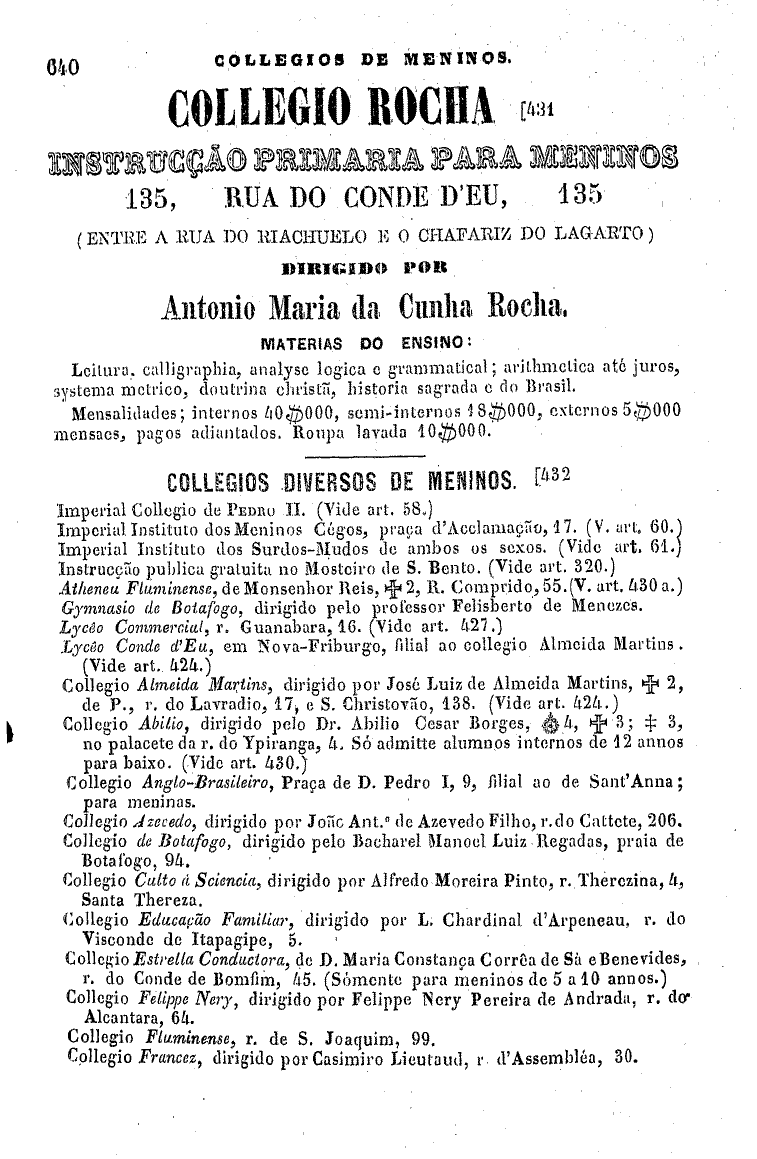 640
COLLEGIOS DE MENINOS.
COLLEGIO ROCHA [431
INSTRUCÇÃO PRIMARIA PARA MENINOS
135, RUA DO CONDE D'EU, 135
(ENTRE A RUA DO RIACHUELO E O CHAFARIZ DO LAGARTO)
DIRIGIDO POR
Antonio Maria da Cunha Rocha.
MATERIAS DO ENSINO:
Leitura, calligraphia, analyse logica e grammatical; arithmetica até juros,
systema metrico, doutrina christã, historia sagrada e do Brasil.
Mensalidades; internos 40$000, semi-internos 18$000, externos 5$000
mensaes, pagos adiantados. Roupa lavada 10$000.
COLLEGIOS DIVERSOS DE MENINOS. [432
Imperial Collegio de PEDRO II. (Vide art. 58.)
Imperial Instituto dos Meninos Cégos, praça d'Acclamação, 17. (V. art. 60.)
Imperial Instituto dos Surdos-Mudos de ambos os sexos. (Vide art. 61.)
Instrucção publica gratuita no Mosteiro de S. Bento. (Vide art. 320.)
Atheneu Fluminense, de Monsenhor Reis, ✠ 2, R. Comprido, 55. (V. art. 430 a.)
Gymnasio de Botafogo, dirigido pelo professor Felisberto de Menezes.
Lycêo Commercial, r. Guanabara, 16. (Vide art. 427.)
Lycêo Conde d'Eu, em Nova-Friburgo, filial ao collegio Almeida Martins.
(Vide art. 424.)
Collegio Almeida Martins, dirigido por José Luiz de Almeida Martins, ✠ 2,
de P., r. do Lavradio, 17, e S. Christovão, 138. (Vide art. 424.)
Collegio Abilio, dirigido pelo Dr. Abilio Cesar Borges, 4, ✠ 3; ‡ 3,
no palacete da r. do Ypiranga, 4. Só admitte alumnos internos de 12 annos
para baixo. (Vide art. 430.)
Collegio Anglo-Brasileiro, Praça de D. Pedro I, 9, filial ao de Sant'Anna;
para meninas.
Collegio Azevedo, dirigido por João Ant.º de Azevedo Filho, r. do Cattete, 206.
Collegio de Botafogo, dirigido pelo Bacharel Manoel Luiz Regadas, praia de
Botafogo, 94.
Collegio Culto á Sciencia, dirigido por Alfredo Moreira Pinto, r. Therezina, 4,
Santa Thereza.
Collegio Educação Familiar, dirigido por L. Chardinal d'Arpeneau, r. do
Visconde de Itapagipe, 5.
Collegio Estrella Conductora, de D. Maria Constança Corrêa de Sá e Benevides,
r. do Conde de Bomfim, 45. (Sómente para meninos de 5 a 10 annos.)
Collegio Felippe Nery, dirigido por Felippe Nery Pereira de Andrada, r. do
Alcantara, 64.
Collegio Fluminense, r. de S. Joaquim, 99.
Collegio Francez, dirigido por Casimiro Lieutaud, r. d'Assembléa, 30.